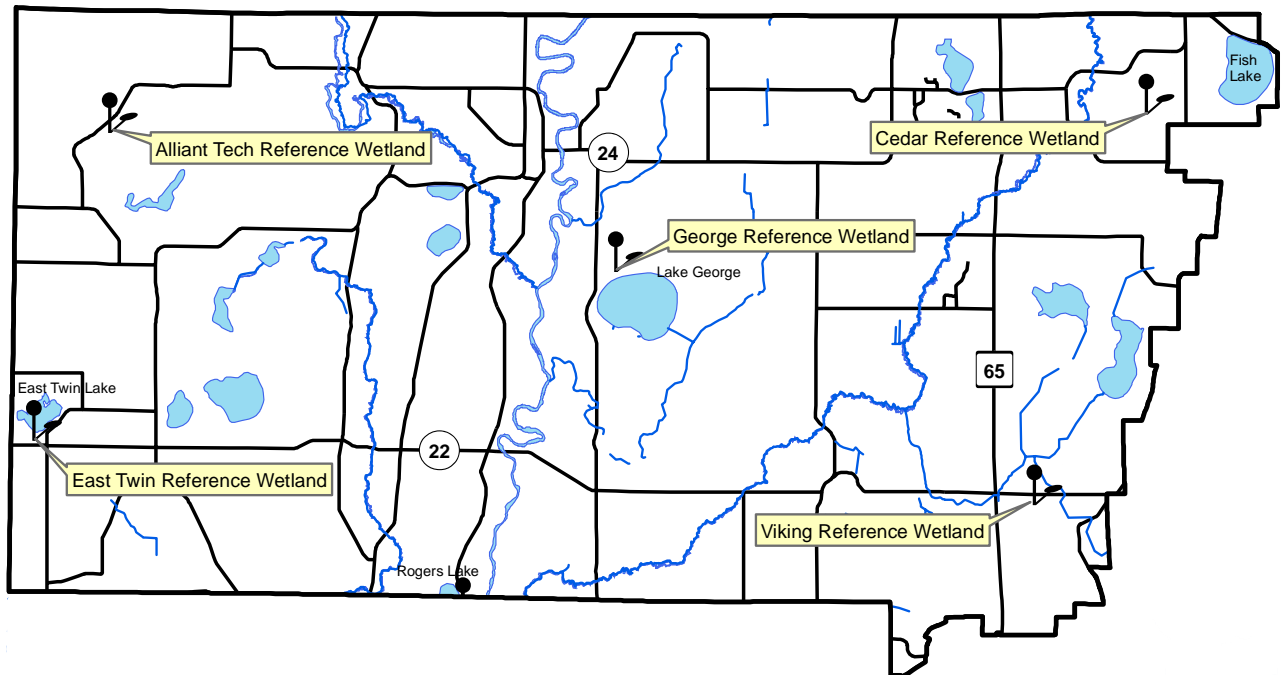 Fish
Lake
Cedar Reference Wetland
Alliant Tech Reference Wetland
24
George Reference Wetland
Lake George
65
East Twin Lake
22
East Twin Reference Wetland
Viking Reference Wetland
Rogers Lake